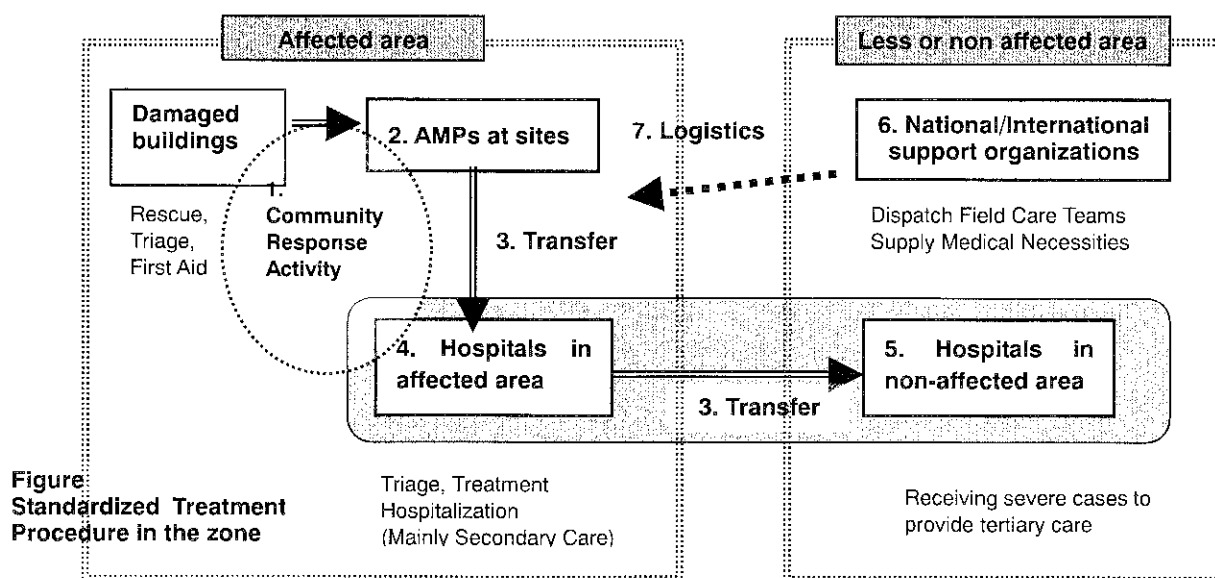 Affected area
Less or non affected area
Damaged
buildings
2. AMPs at sites
7. Logistics
6. National/International
support organizations
1.
Rescue,
Triage,
First Aid
Community
Response
Activity
3. Transfer
Dispatch Field Care Teams
Supply Medical Necessities
4. Hospitals in
affected area
3. Transfer
5. Hospitals in
non-affected area
Figure
Standardized Treatment
Procedure in the zone
Triage, Treatment
Hospitalization
(Mainly Secondary Care)
Receiving severe cases to
provide tertiary care